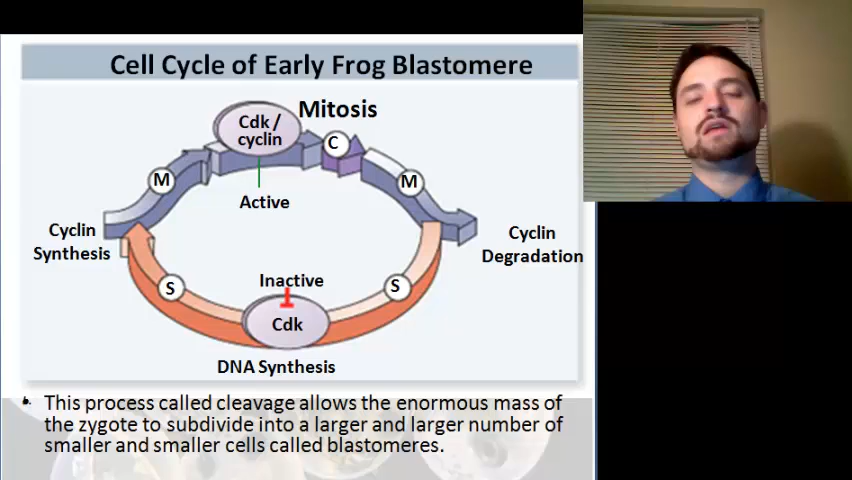 Cell Cycle of Early Frog Blastomere
Mitosis
Cdk /
cyclin
C
M
M
Active
Cyclin
Synthesis
Cyclin
Degradation
Inactive
S
S
Cdk
DNA Synthesis
• This process called cleavage allows the enormous mass of
the zygote to subdivide into a larger and larger number of
smaller and smaller cells called blastomeres.